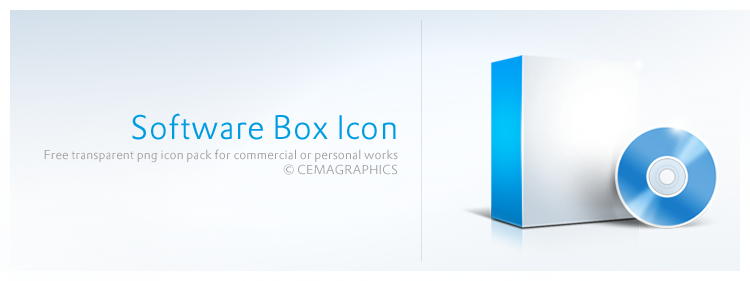 Software Box Icon
Free transparent png icon pack for commercial or personal works
© CEMAGRAPHICS